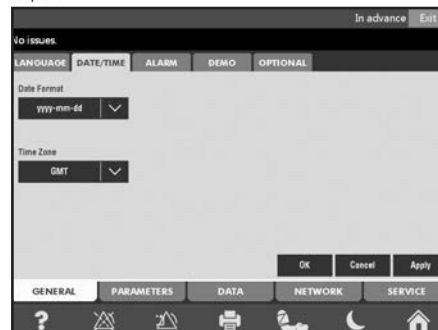 In advance Exit
No issues.
LANGUAGE DATE/TIME ALARM DEMO OPTIONAL
Date Format
yyyy-mm-dd
Time Zone
GMT
OK Cancel Apply
GENERAL PARAMETERS DATA NETWORK SERVICE
?